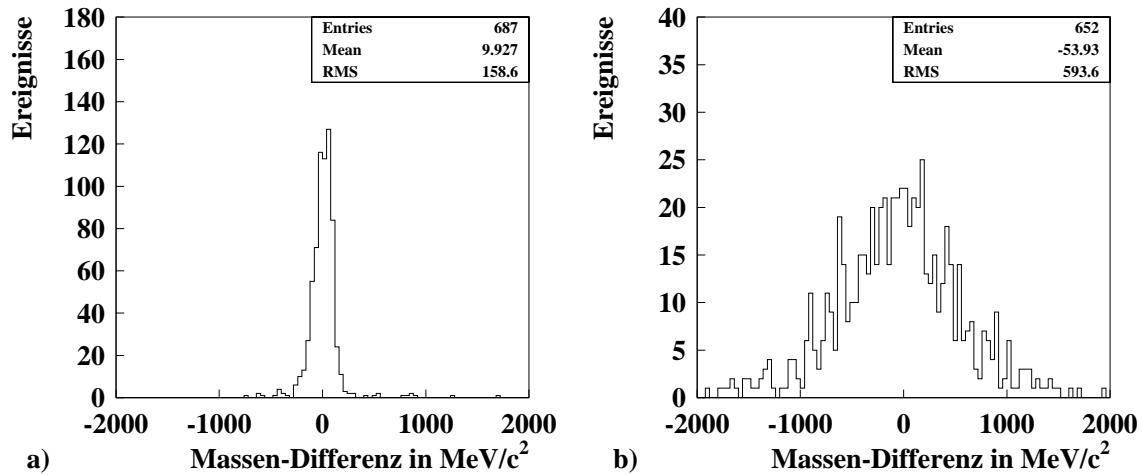 Ereignisse
180
160
140
120
100
80
60
40
20
0
-2000
-1000
0
1000
2000
Entries 687
Mean 9.927
RMS 158.6
a) Massen-Differenz in MeV/c²
Ereignisse
40
35
30
25
20
15
10
5
0
-2000
-1000
0
1000
2000
Entries 652
Mean -53.93
RMS 593.6
b) Massen-Differenz in MeV/c²